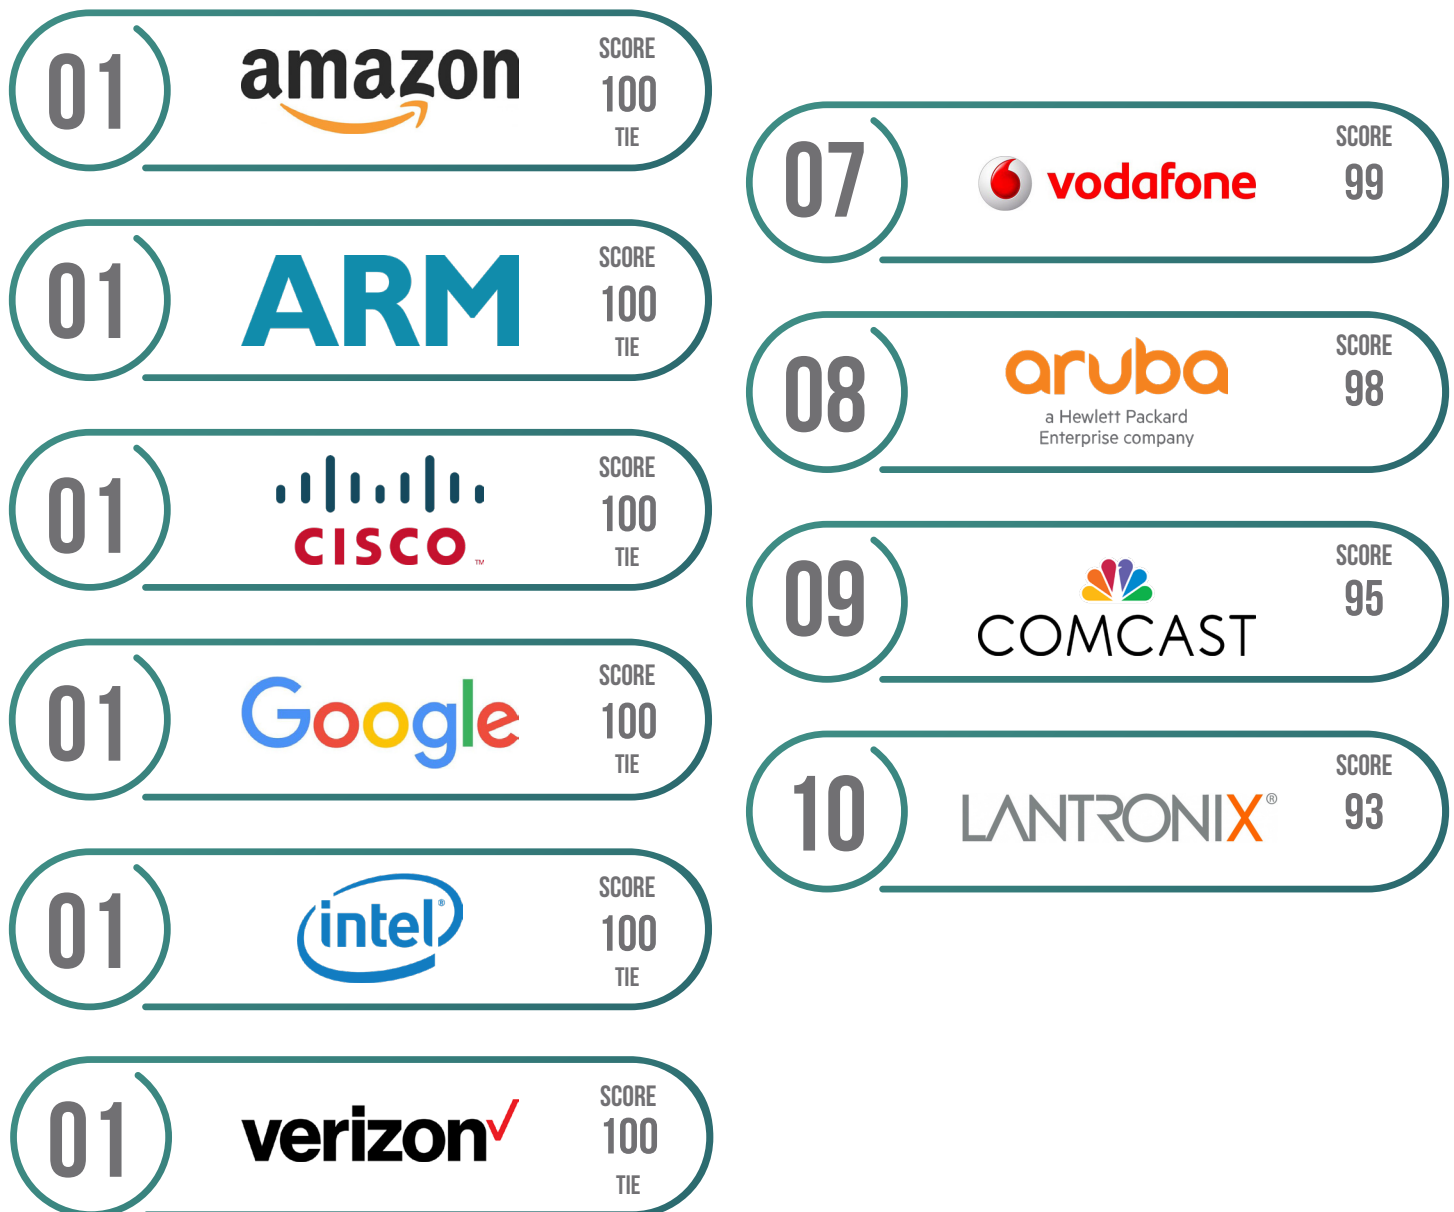 01
amazon
SCORE
100
TIE
01
ARM
SCORE
100
TIE
01
CISCO
TM
SCORE
100
TIE
01
Google
SCORE
100
TIE
01
intel®
SCORE
100
TIE
01
verizon✓
SCORE
100
TIE
07
vodafone
SCORE
99
08
aruba
a Hewlett Packard
Enterprise company
SCORE
98
09
COMCAST
SCORE
95
10
LANTRONIX®
SCORE
93